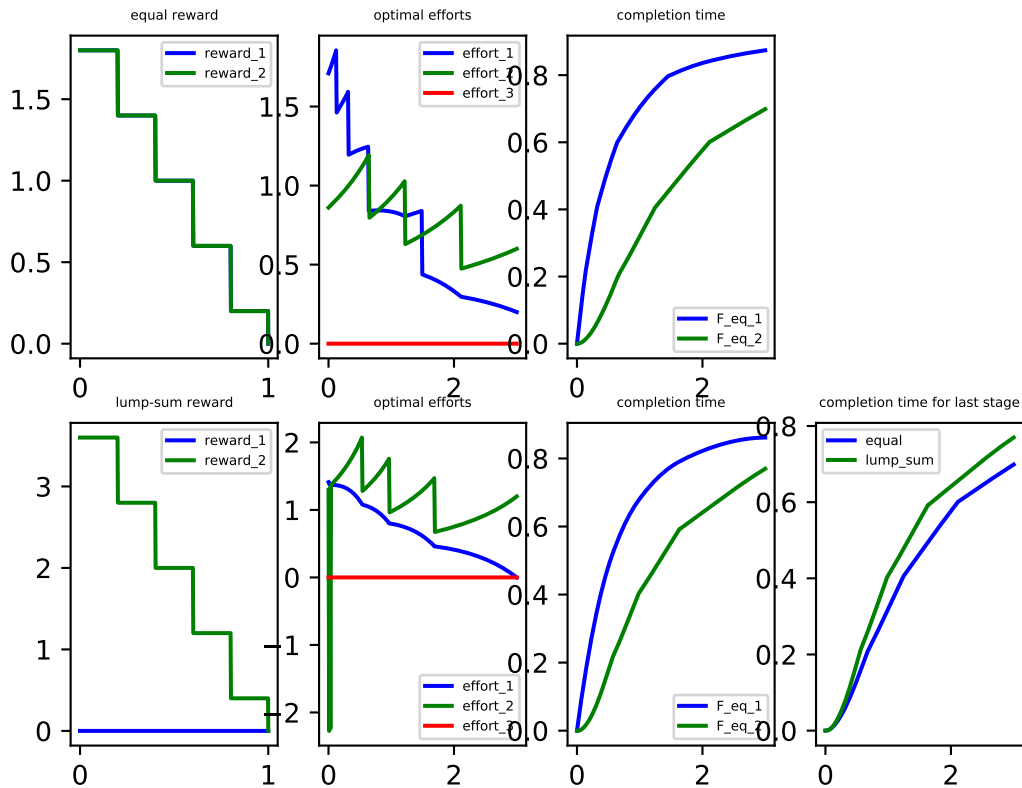 equal reward
optimal efforts
completion time
reward_1
reward_2
effort_1
effort_2
effort_3
F_eq_1
F_eq_2
1.5
1.0
0.5
0.0
0
1
1.5
1.0
0.5
0.0
0
2
0.8
0.6
0.4
0.2
0.0
0
2
lump-sum reward
optimal efforts
completion time
completion time for last stage
reward_1
reward_2
effort_1
effort_2
effort_3
F_eq_1
F_eq_2
equal
lump_sum
3
2
1
0
0
1
2
1
0
−1
−2
0
2
0.8
0.6
0.4
0.2
0.0
0
2
0.8
0.6
0.4
0.2
0.0
0
2